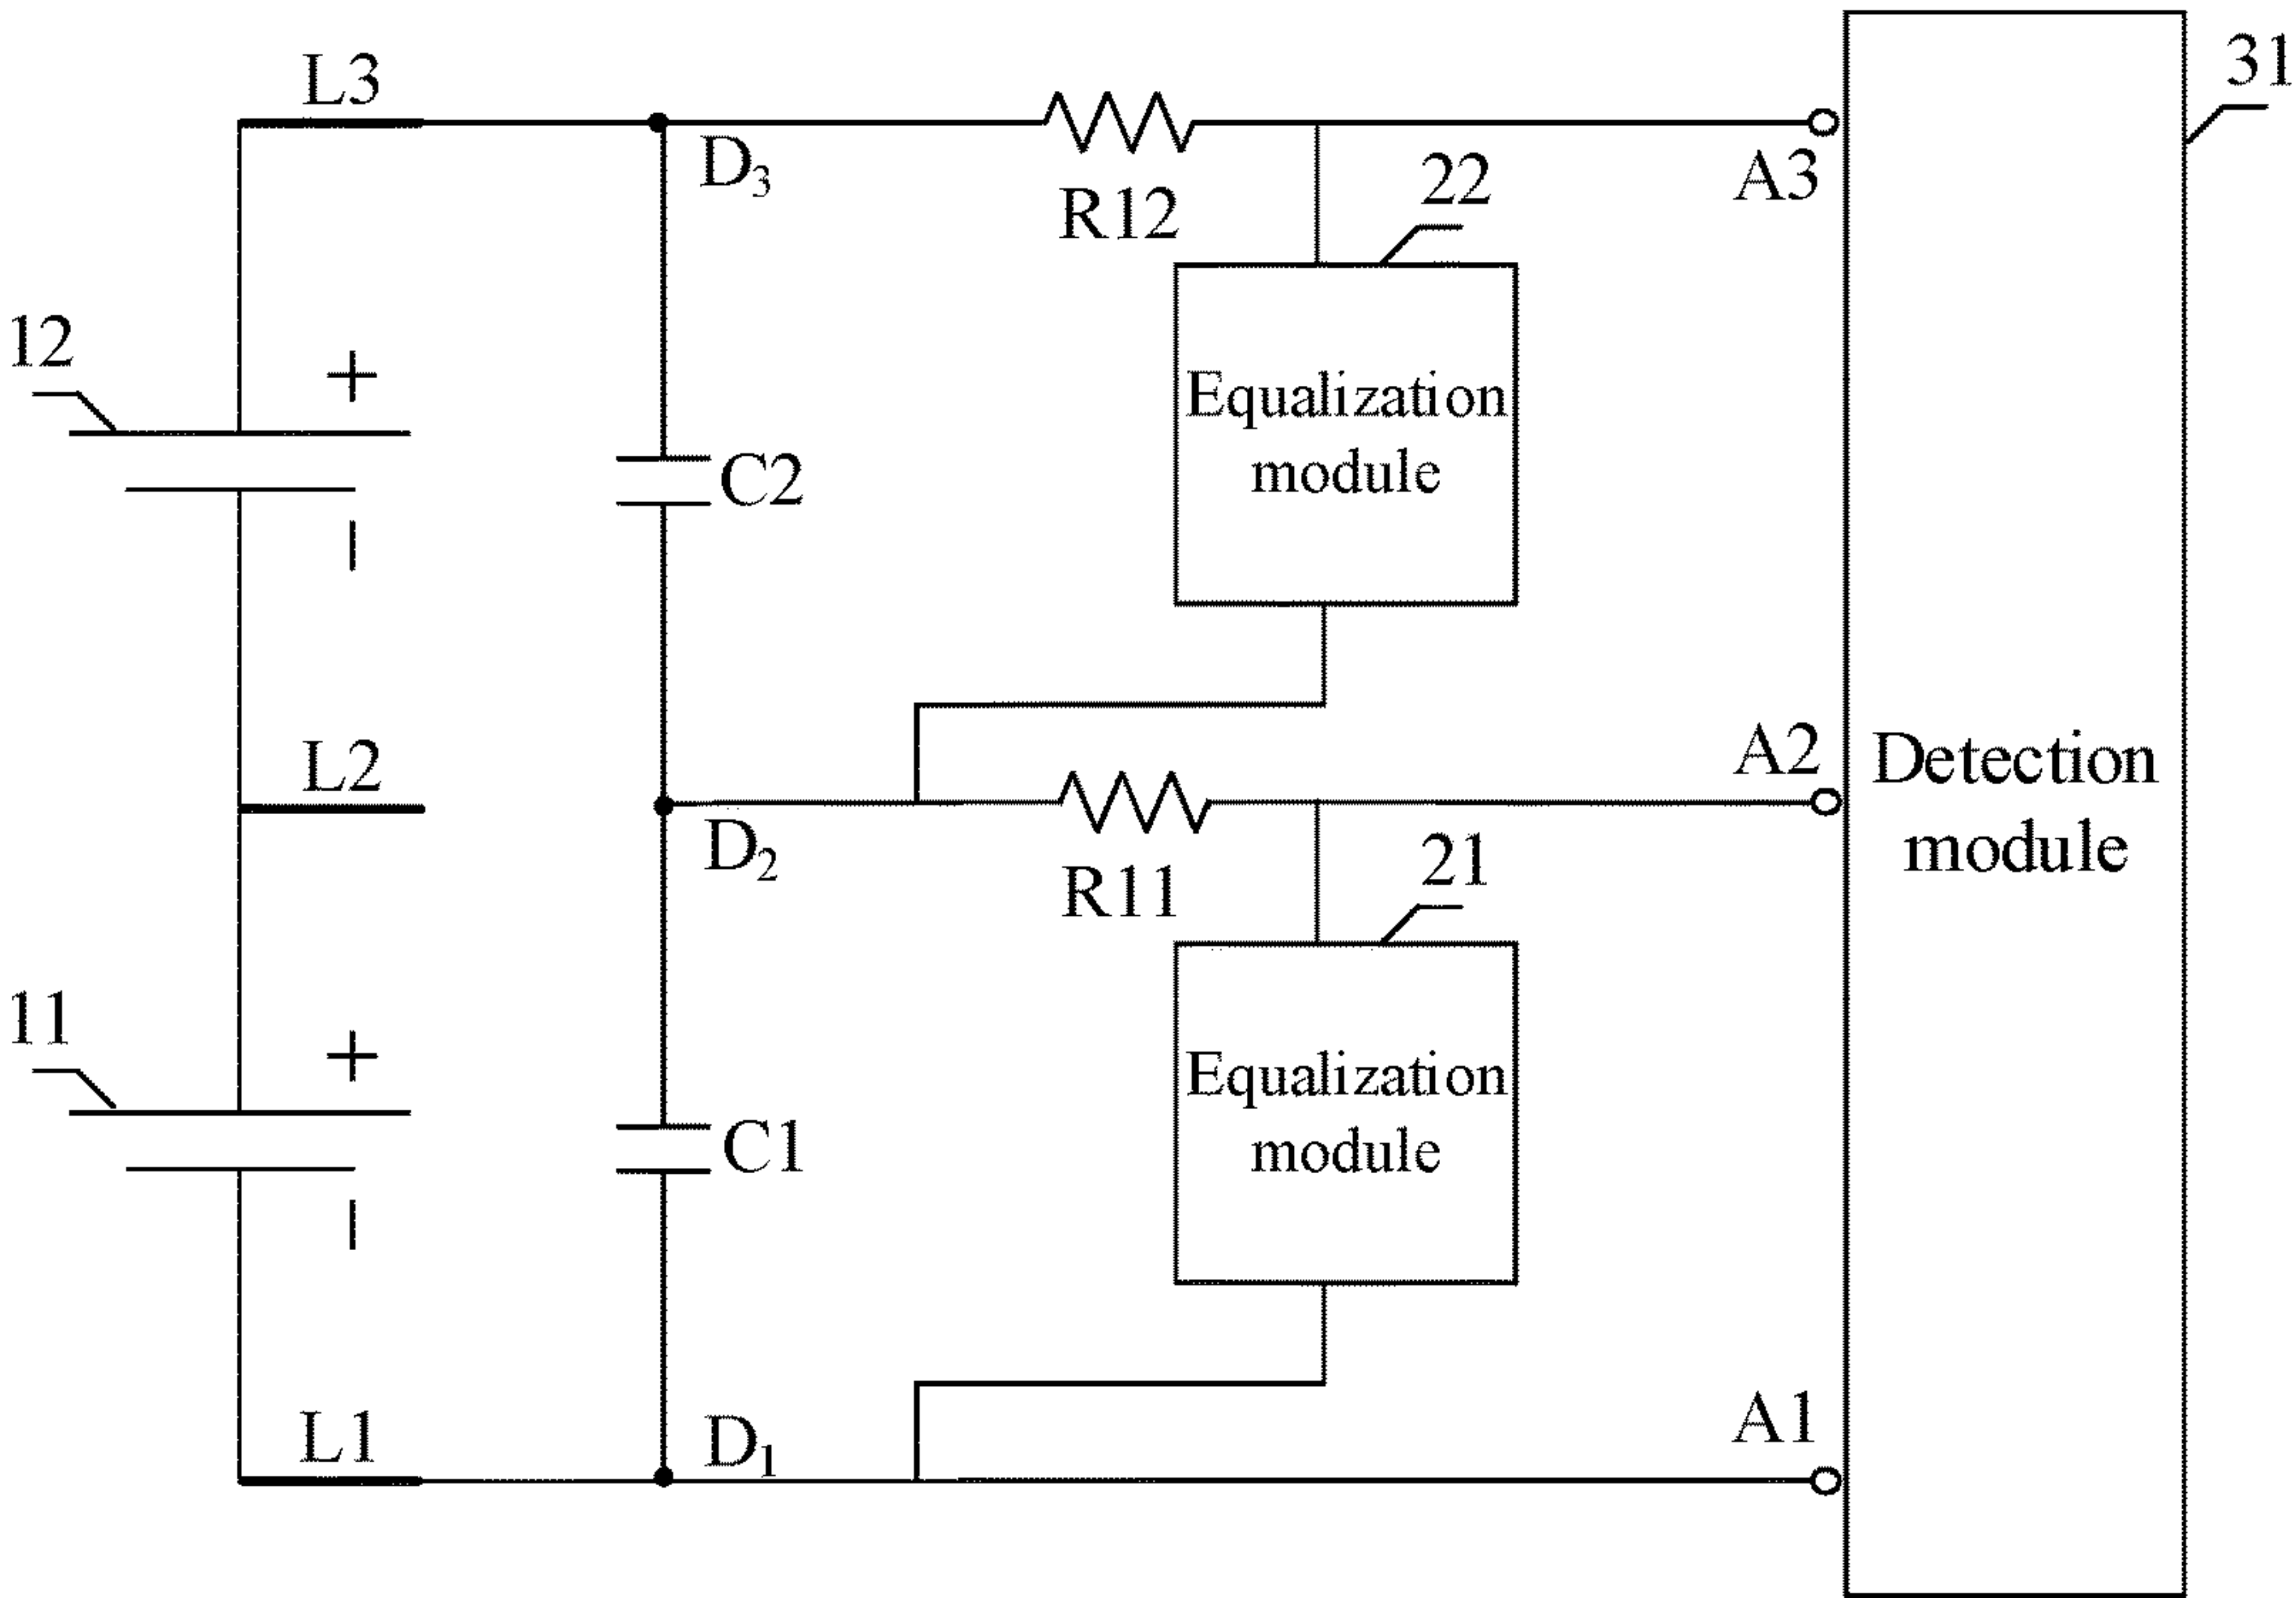 L3
D₃
R12
A3
31
22
12
+
Equalization
module
C2
−
L2
D₂
R11
A2
Detection
module
21
11
+
Equalization
module
C1
−
L1
D₁
A1